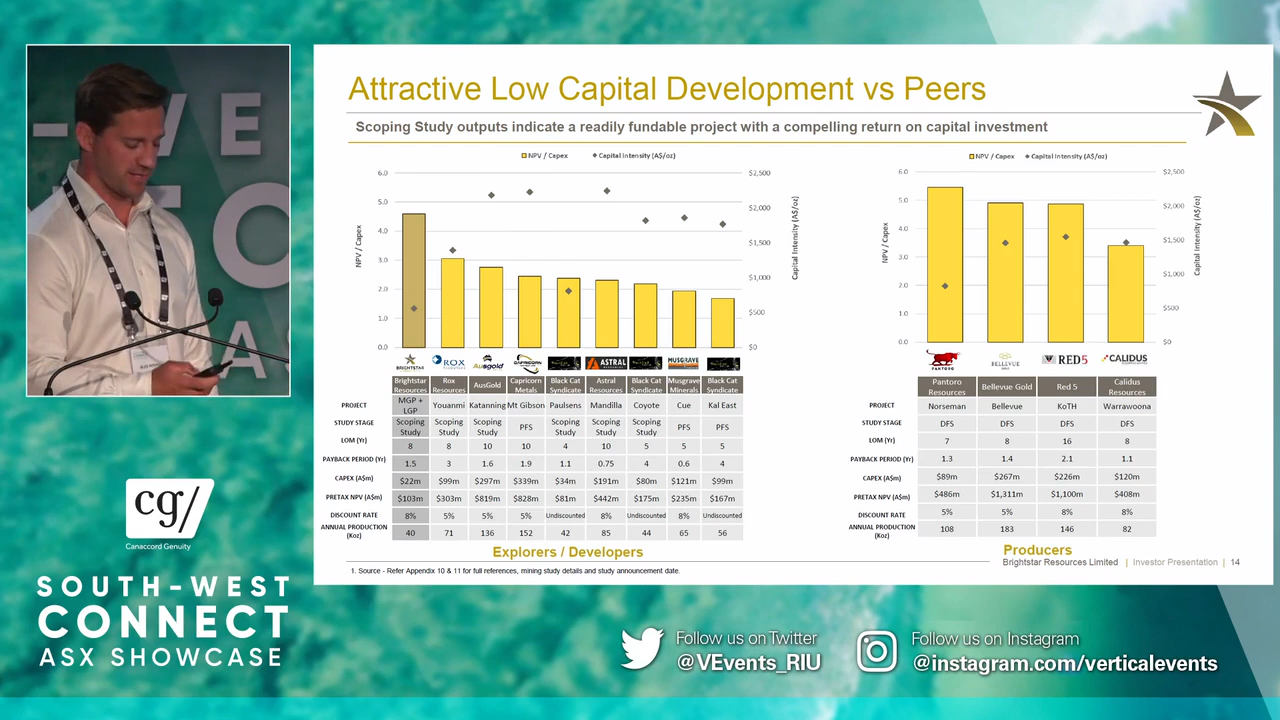 Attractive Low Capital Development vs Peers
Scoping Study outputs indicate a readily fundable project with a compelling return on capital investment
NPV / Capex Capital Intensity (A$/oz)
6.0
5.0
4.0
3.0
2.0
1.0
0.0
NPV / Capex
$2,500
$2,000
$1,500
$1,000
$500
$0
Capital Intensity (A$/oz)
BRIGHTSTAR ROX AusGold CAPRICORN ASTRAL MUSGRAVE
Brightstar Resources Rox Resources AusGold Capricorn Metals Black Cat Syndicate Astral Resources Black Cat Syndicate Musgrave Minerals Black Cat Syndicate
PROJECT MGP + LGP Youanmi Katanning Mt Gibson Paulsens Mandilla Coyote Cue Kal East
STUDY STAGE Scoping Study Scoping Study Scoping Study PFS Scoping Study Scoping Study Scoping Study PFS PFS
LOM (Yr) 8 8 10 10 4 10 5 5 5
PAYBACK PERIOD (Yr) 1.5 3 1.6 1.9 1.1 0.75 4 0.6 4
CAPEX (A$m) $22m $99m $297m $339m $34m $191m $80m $121m $99m
PRETAX NPV (A$m) $103m $303m $819m $828m $81m $442m $175m $235m $167m
DISCOUNT RATE 8% 5% 5% 5% Undiscounted 8% Undiscounted 8% Undiscounted
ANNUAL PRODUCTION (Koz) 40 71 136 152 42 85 44 65 56
Explorers / Developers
NPV / Capex Capital Intensity (A$/oz)
6.0
5.0
4.0
3.0
2.0
1.0
0.0
NPV / Capex
$2,500
$2,000
$1,500
$1,000
$500
$0
Capital Intensity (A$/oz)
PANTORO BELLEVUE GOLD RED 5 CALIDUS
Pantoro Resources Bellevue Gold Red 5 Calidus Resources
PROJECT Norseman Bellevue KoTH Warrawoona
STUDY STAGE DFS DFS DFS DFS
LOM (Yr) 7 8 16 8
PAYBACK PERIOD (Yr) 1.3 1.4 2.1 1.1
CAPEX (A$m) $89m $267m $226m $120m
PRETAX NPV (A$m) $486m $1,311m $1,100m $408m
DISCOUNT RATE 5% 5% 8% 8%
ANNUAL PRODUCTION (Koz) 108 183 146 82
Producers
1. Source - Refer Appendix 10 & 11 for full references, mining study details and study announcement date.
Brightstar Resources Limited | Investor Presentation | 14
cg/
Canaccord Genuity
SOUTH-WEST
CONNECT
ASX SHOWCASE
Follow us on Twitter
@VEvents_RIU
Follow us on Instagram
@instagram.com/verticalevents